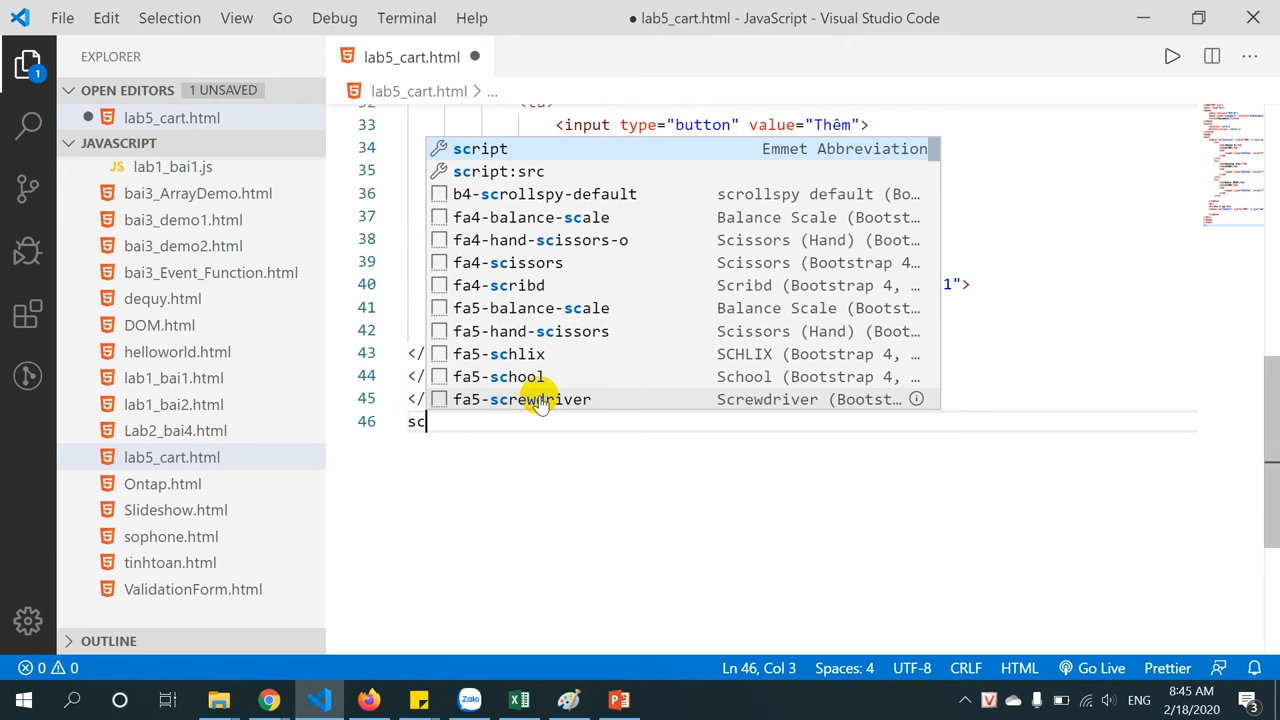 File Edit Selection View Go Debug Terminal Help ● lab5_cart.html - JavaScript - Visual Studio Code
EXPLORER
OPEN EDITORS 1 UNSAVED
lab5_cart.html
JAVASCRIPT
JS lab1_bai1.js
bai3_ArrayDemo.html
bai3_demo1.html
bai3_demo2.html
bai3_Event_Function.html
dequy.html
DOM.html
helloworld.html
lab1_bai1.html
lab1_bai2.html
Lab2_bai4.html
lab5_cart.html
Ontap.html
Slideshow.html
sophone.html
tinhtoan.html
ValidationForm.html
OUTLINE
1
lab5_cart.html ●
lab5_cart.html > ...
32 <td>
33 <input type="button" value="Thêm">
34
35
36
37
38
39
40 1">
41
42
43 </
44 </
45 </
46 sc
script Emmet Abbreviation
script:src
b4-scrollspy-default scrollspy-default (Bo...
fa4-balance-scale Balance Scale (Bootst...
fa4-hand-scissors-o Scissors (Hand) (Boot...
fa4-scissors Scissors (Bootstrap 4...
fa4-scribd Scribd (Bootstrap 4, ...
fa5-balance-scale Balance Scale (Bootst...
fa5-hand-scissors Scissors (Hand) (Boot...
fa5-schlix SCHLIX (Bootstrap 4, ...
fa5-school School (Bootstrap 4, ...
fa5-screwdriver Screwdriver (Bootst...
0 0 Ln 46, Col 3 Spaces: 4 UTF-8 CRLF HTML Go Live Prettier
Zalo ENG 8:45 AM
2/18/2020 3